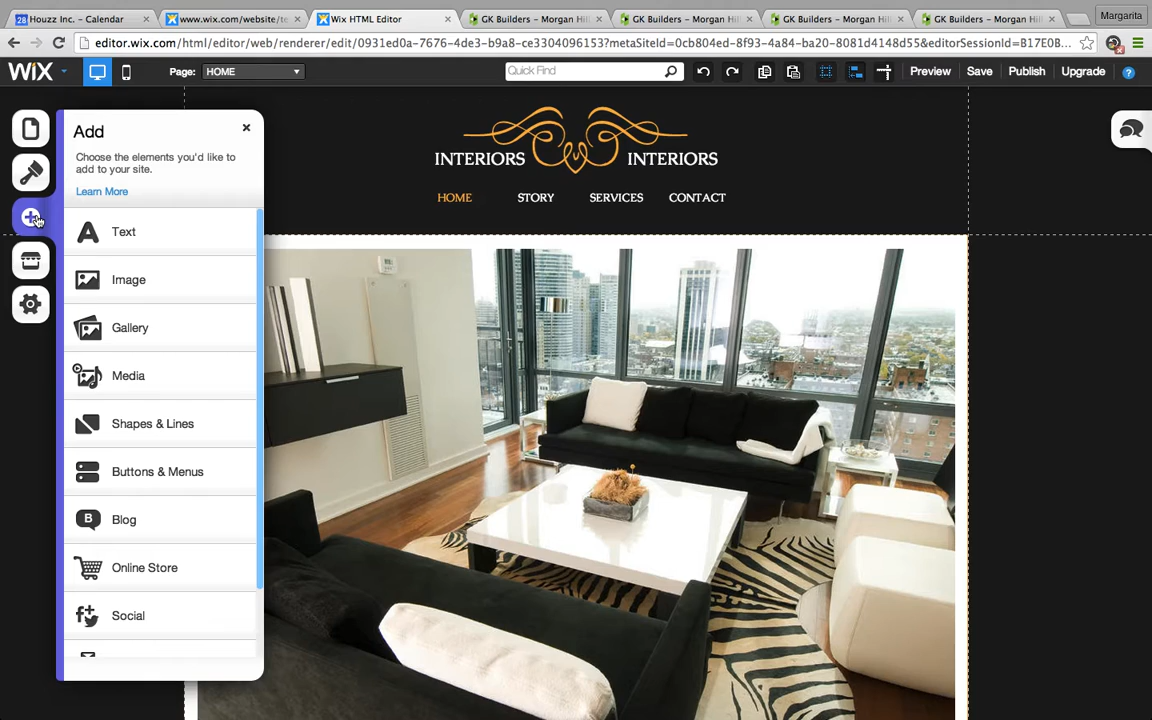 28 Houzz Inc. - Calendar
www.wix.com/website/te
Wix HTML Editor
GK Builders – Morgan Hill
GK Builders – Morgan Hil
GK Builders – Morgan Hil
GK Builders – Morgan Hil
Margarita
editor.wix.com/html/editor/web/renderer/edit/0931ed0a-7676-4de3-b9a8-ce3304096153?metaSiteId=0cb804ed-8f93-4a84-ba20-8081d4148d55&editorSessionId=B17E0B...
WiX
Page:
HOME
Quick Find
Preview
Save
Publish
Upgrade
?
Add
Choose the elements you'd like to
add to your site.
Learn More
A Text
Image
Gallery
Media
Shapes & Lines
Buttons & Menus
B Blog
Online Store
Social
INTERIORS INTERIORS
HOME STORY SERVICES CONTACT